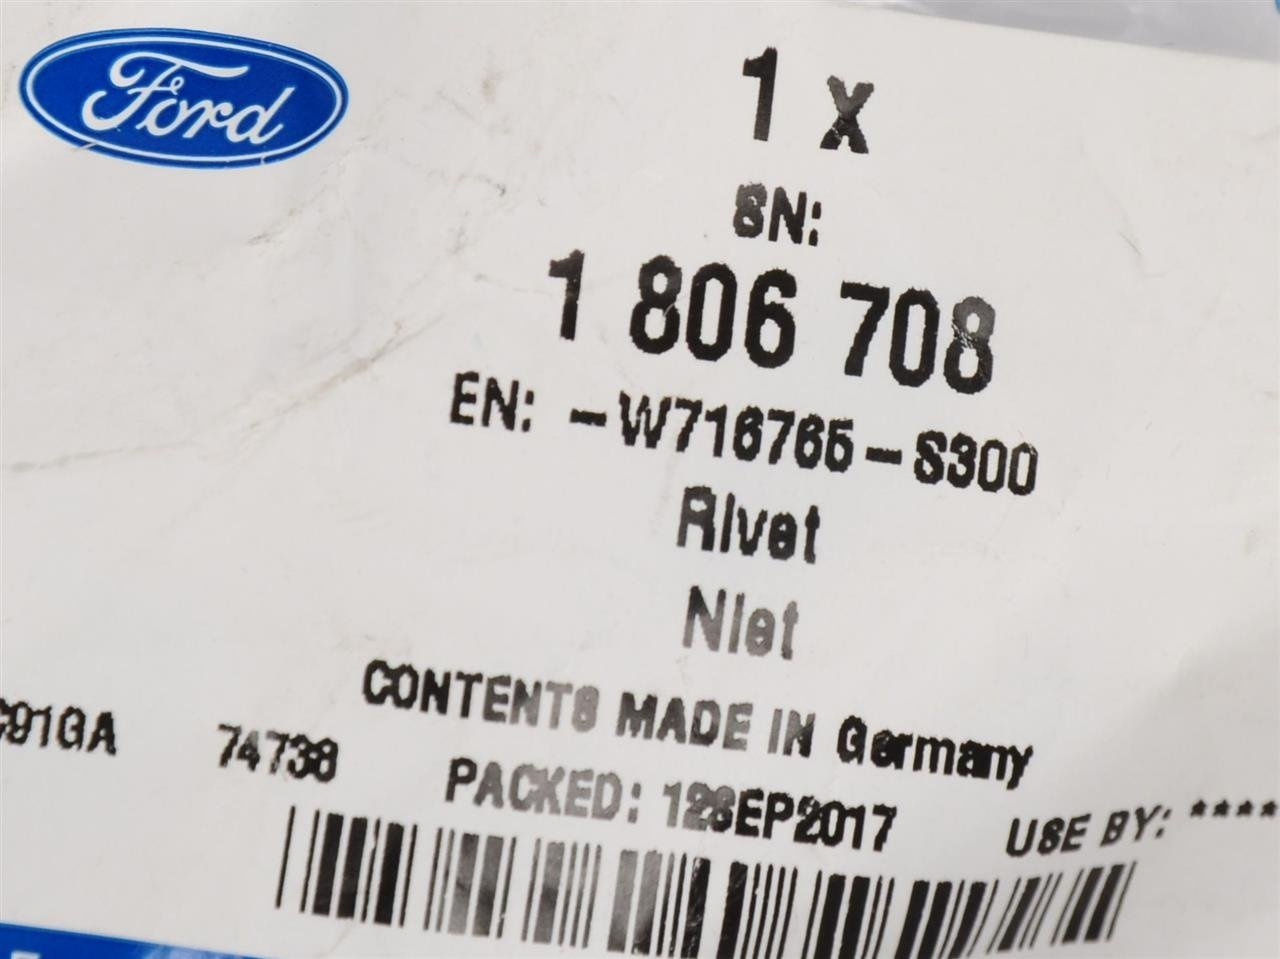 Ford
1 x
SN:
1 806 708
EN: -W716765-S300
Rivet
Niet
CONTENTS MADE IN Germany
C91GA 74738
PACKED: 12SEP2017 USE BY: ****